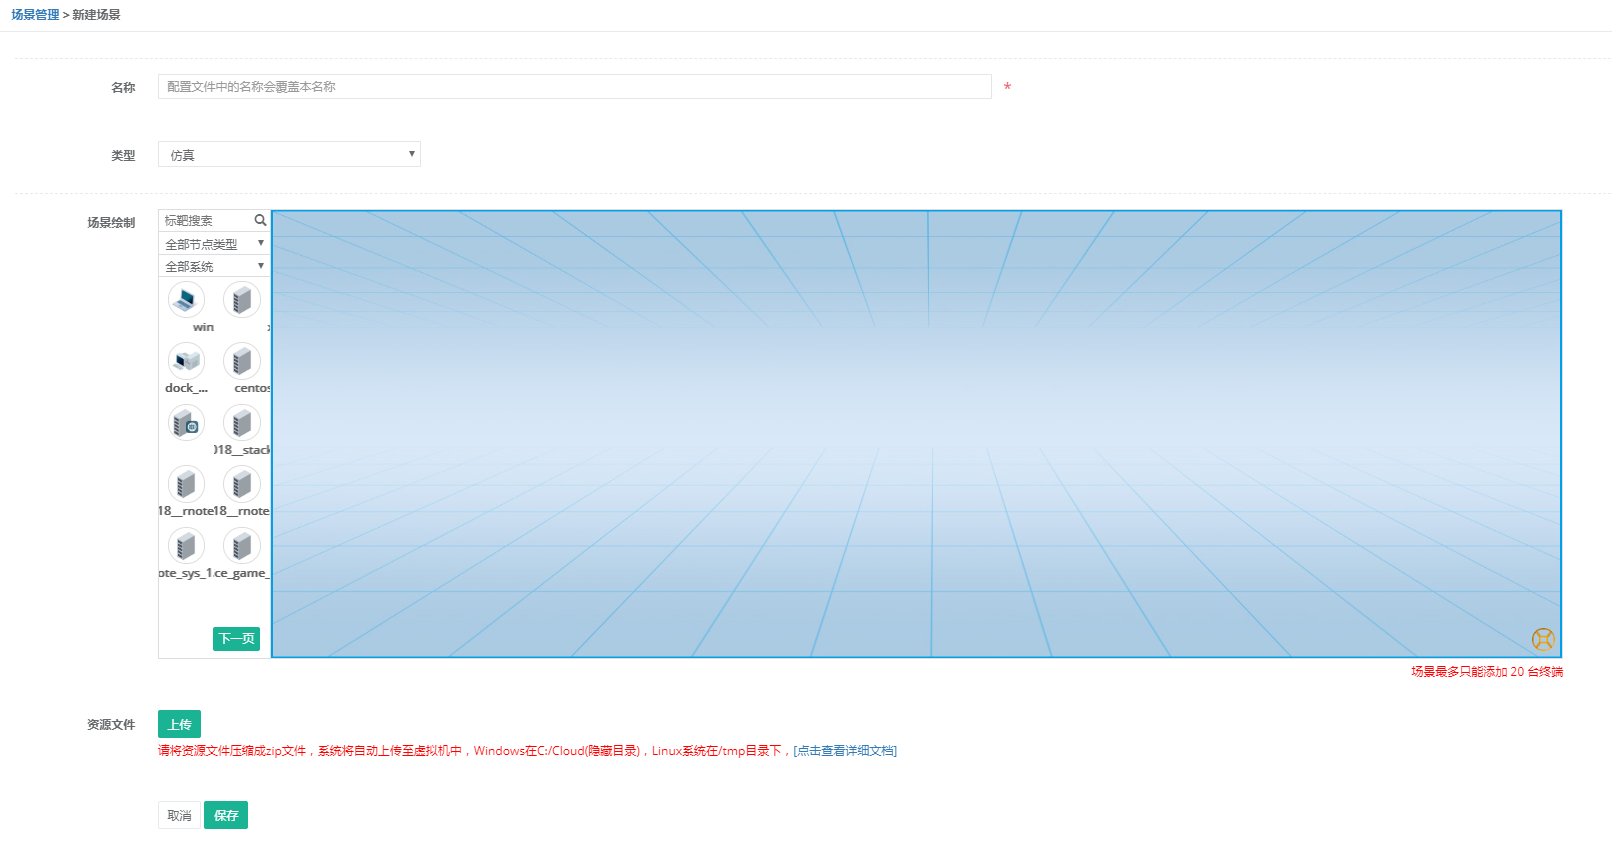 场景管理 > 新建场景
名称
配置文件中的名称会覆盖本名称
*
类型
仿真
场景绘制
标靶搜索
全部节点类型
全部系统
win
dock_...
centos
018__stack
18__rnote
18__rnote
ote_sys_1
ce_game_
下一页
场景最多只能添加 20 台终端
资源文件
上传
请将资源文件压缩成zip文件，系统将自动上传至虚拟机中，Windows在C:/Cloud(隐藏目录)，Linux系统在/tmp目录下，[点击查看详细文档]
取消 保存